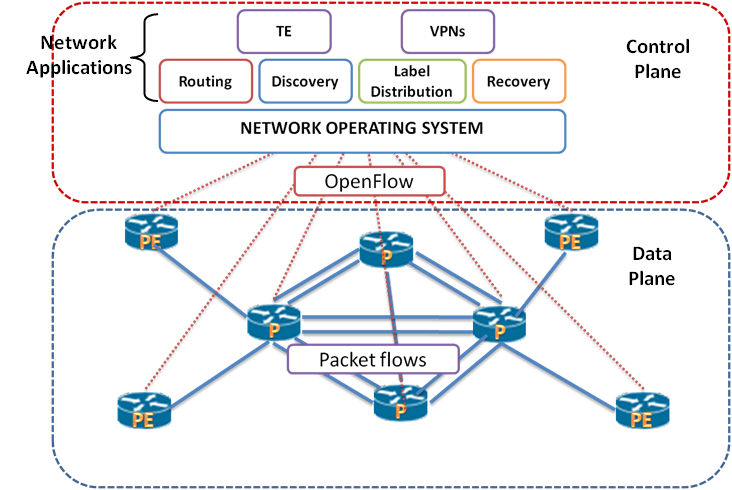 TE
VPNs
Network
Applications
Control
Plane
Routing
Discovery
Label
Distribution
Recovery
NETWORK OPERATING SYSTEM
OpenFlow
PE
PE
P
Data
Plane
P
P
Packet flows
PE
P
PE